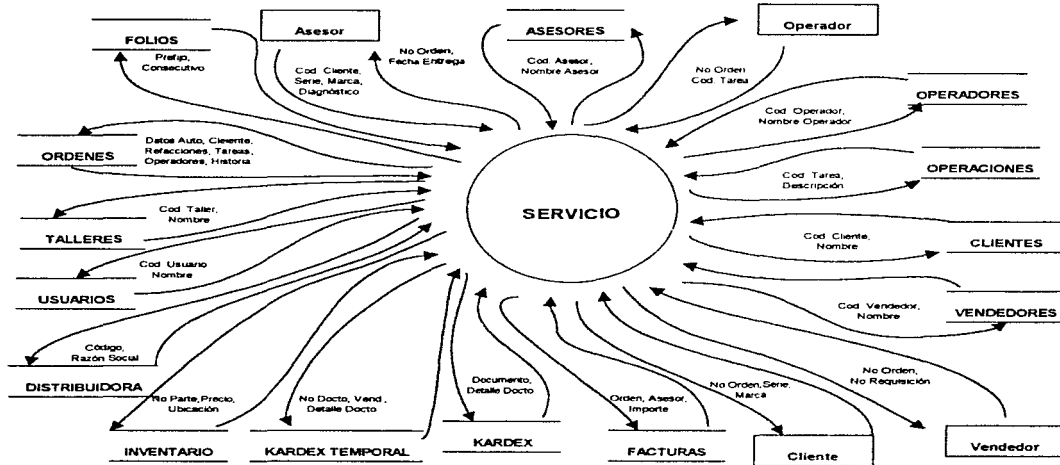 FOLIOS
Prefijo,
Consecutivo
Asesor
Cod. Cliente,
Serie, Marca,
Diagnóstico
No Orden,
Fecha Entrega
ASESORES
Cod. Asesor,
Nombre Asesor
Operador
No Orden
Cod. Tarea
OPERADORES
Cod. Operador,
Nombre Operador
ORDENES
Datos Auto, Cleiente,
Refacciones, Tareas,
Operadores, Historia
OPERACIONES
Cod. Tarea,
Descripción
SERVICIO
TALLERES
Cod. Taller,
Nombre
CLIENTES
Cod. Cliente,
Nombre
USUARIOS
Cod. Usuario
Nombre
VENDEDORES
Cod. Vendedor,
Nombre
DISTRIBUIDORA
Código,
Razón Social
INVENTARIO
No Parte, Precio,
Ubicación
KARDEX TEMPORAL
No Docto, Vend.,
Detalle Docto
KARDEX
Documento,
Detalle Docto
FACTURAS
Orden, Asesor,
Importe
Cliente
No Orden, Serie,
Marca
Vendedor
No Orden,
No Requisición